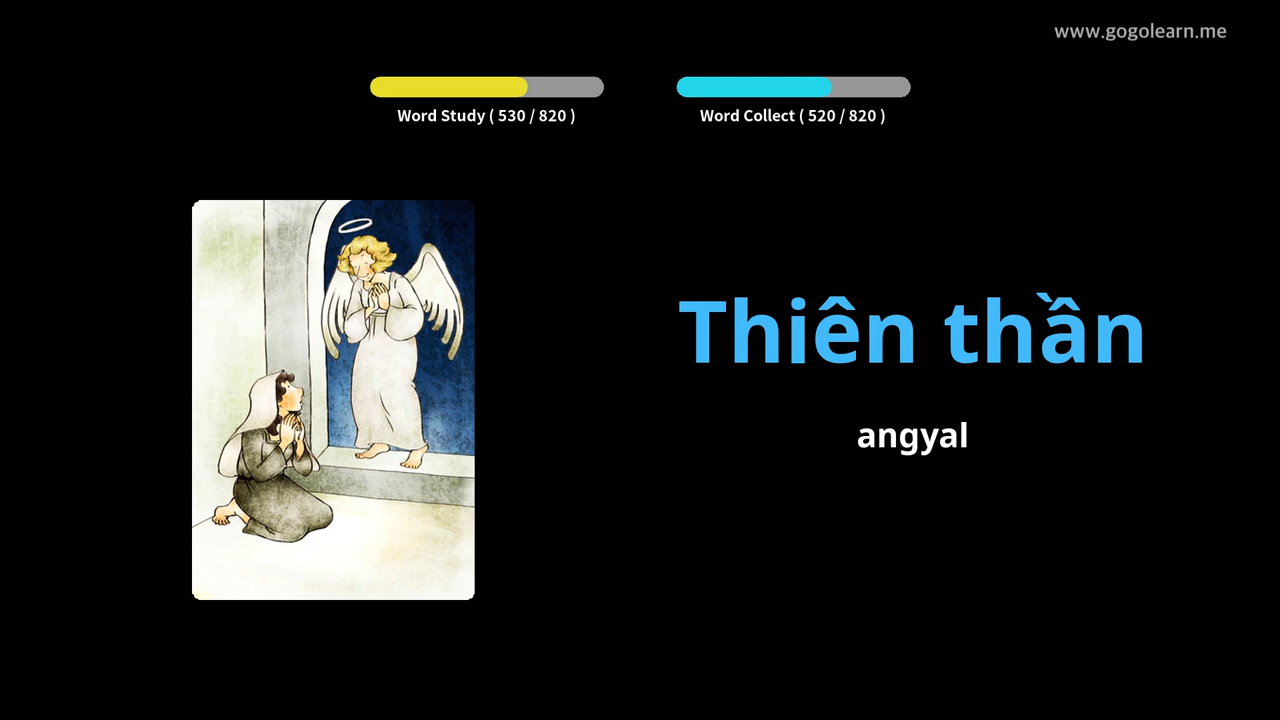 www.gogolearn.me
Word Study ( 530 / 820 )
Word Collect ( 520 / 820 )
Thiên thần
angyal